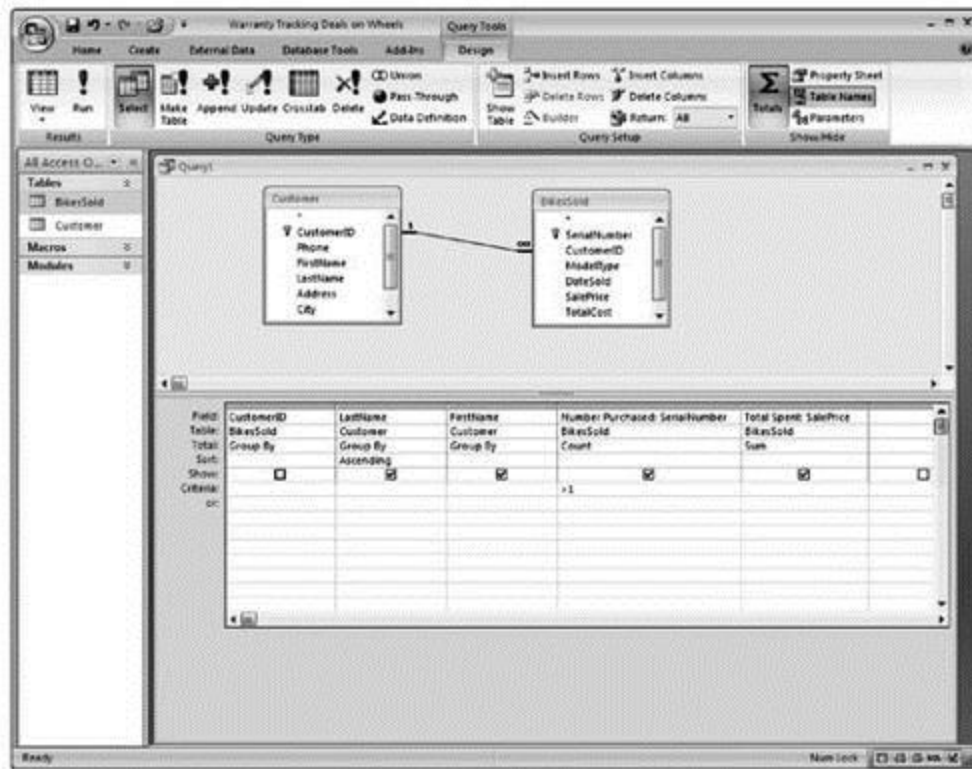 Warranty Tracking Deals on Wheels
Query Tools
Home Create External Data Database Tools Add-Ins Design
View Run Select Make Table Append Update Crosstab Delete
Union
Pass-Through
Data Definition
Show Table
Insert Rows
Delete Rows
Builder
Insert Columns
Delete Columns
Return: All
Totals
Property Sheet
Table Names
Parameters
Results Query Type Query Setup Show/Hide
All Access O...
Tables
BikesSold
Customer
Macros
Modules
Query1
Customer
*
CustomerID
Phone
FirstName
LastName
Address
City
1
∞
BikesSold
*
SerialNumber
CustomerID
ModelType
DateSold
SalePrice
TotalCost
Field: CustomerID LastName FirstName Number Purchased: SerialNumber Total Spent: SalePrice
Table: BikesSold Customer Customer BikesSold BikesSold
Total: Group By Group By Group By Count Sum
Sort: Ascending
Show:
Criteria: >1
or:
Ready
Num Lock